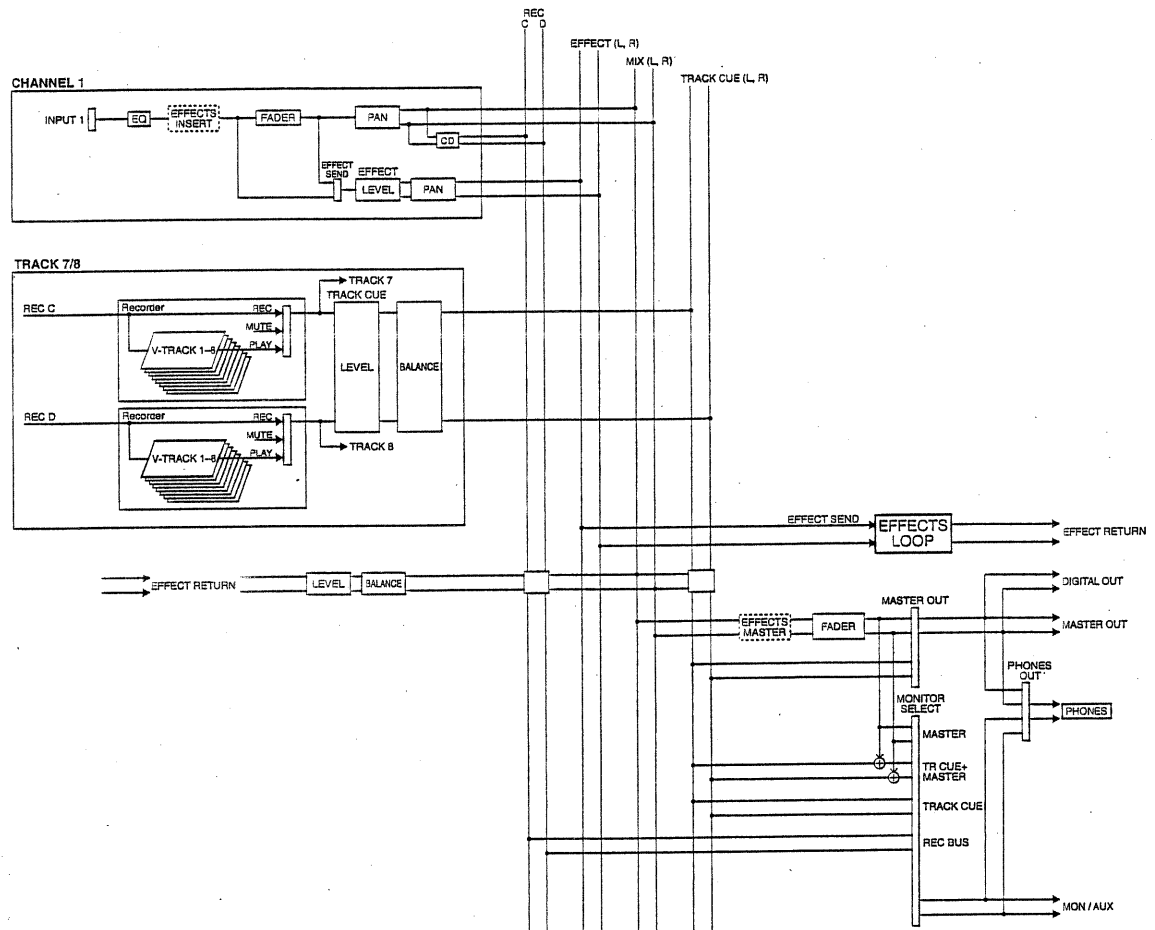 REC
C D
EFFECT (L, R)
MIX (L, R)
TRACK CUE (L, R)
CHANNEL 1
INPUT 1
EQ
EFFECTS
INSERT
FADER
PAN
CD
EFFECT
SEND
EFFECT
LEVEL
PAN
TRACK 7/8
TRACK 7
TRACK CUE
REC C
Recorder
REC
MUTE
PLAY
V-TRACK 1–8
LEVEL
BALANCE
REC D
Recorder
REC
MUTE
PLAY
V-TRACK 1–8
TRACK 8
EFFECT SEND
EFFECTS
LOOP
EFFECT RETURN
EFFECT RETURN
LEVEL
BALANCE
DIGITAL OUT
MASTER OUT
EFFECTS
MASTER
FADER
MASTER OUT
PHONES
OUT
MONITOR
SELECT
PHONES
MASTER
TR CUE+
MASTER
TRACK CUE
REC BUS
MON / AUX